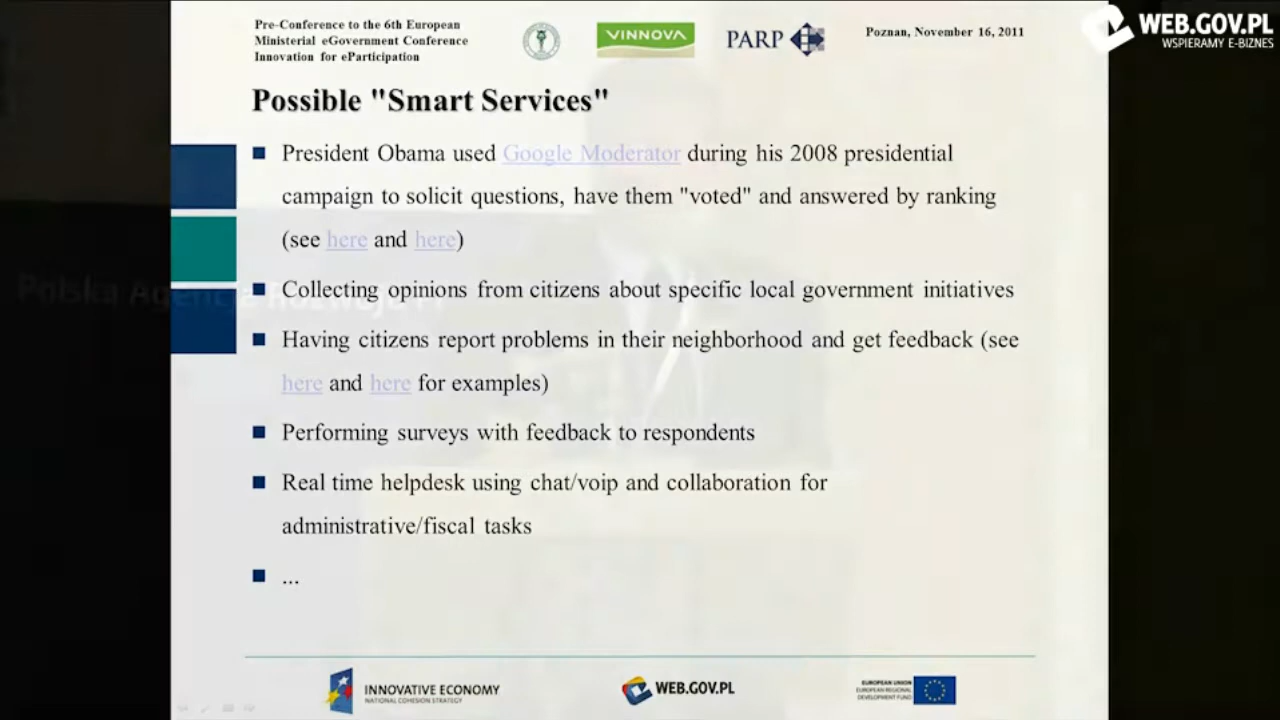 Pre-Conference to the 6th European
Ministerial eGovernment Conference
Innovation for eParticipation
VINNOVA
PARP
Poznan, November 16, 2011
WEB.GOV.PL
WSPIERAMY E-BIZNES
Possible "Smart Services"
President Obama used Google Moderator during his 2008 presidential
campaign to solicit questions, have them "voted" and answered by ranking
(see here and here)
Collecting opinions from citizens about specific local government initiatives
Polska Agencja Rozwoju
Having citizens report problems in their neighborhood and get feedback (see
here and here for examples)
Performing surveys with feedback to respondents
Real time helpdesk using chat/voip and collaboration for
administrative/fiscal tasks
...
INNOVATIVE ECONOMY
NATIONAL COHESION STRATEGY
WEB.GOV.PL
EUROPEAN UNION
EUROPEAN REGIONAL
DEVELOPMENT FUND